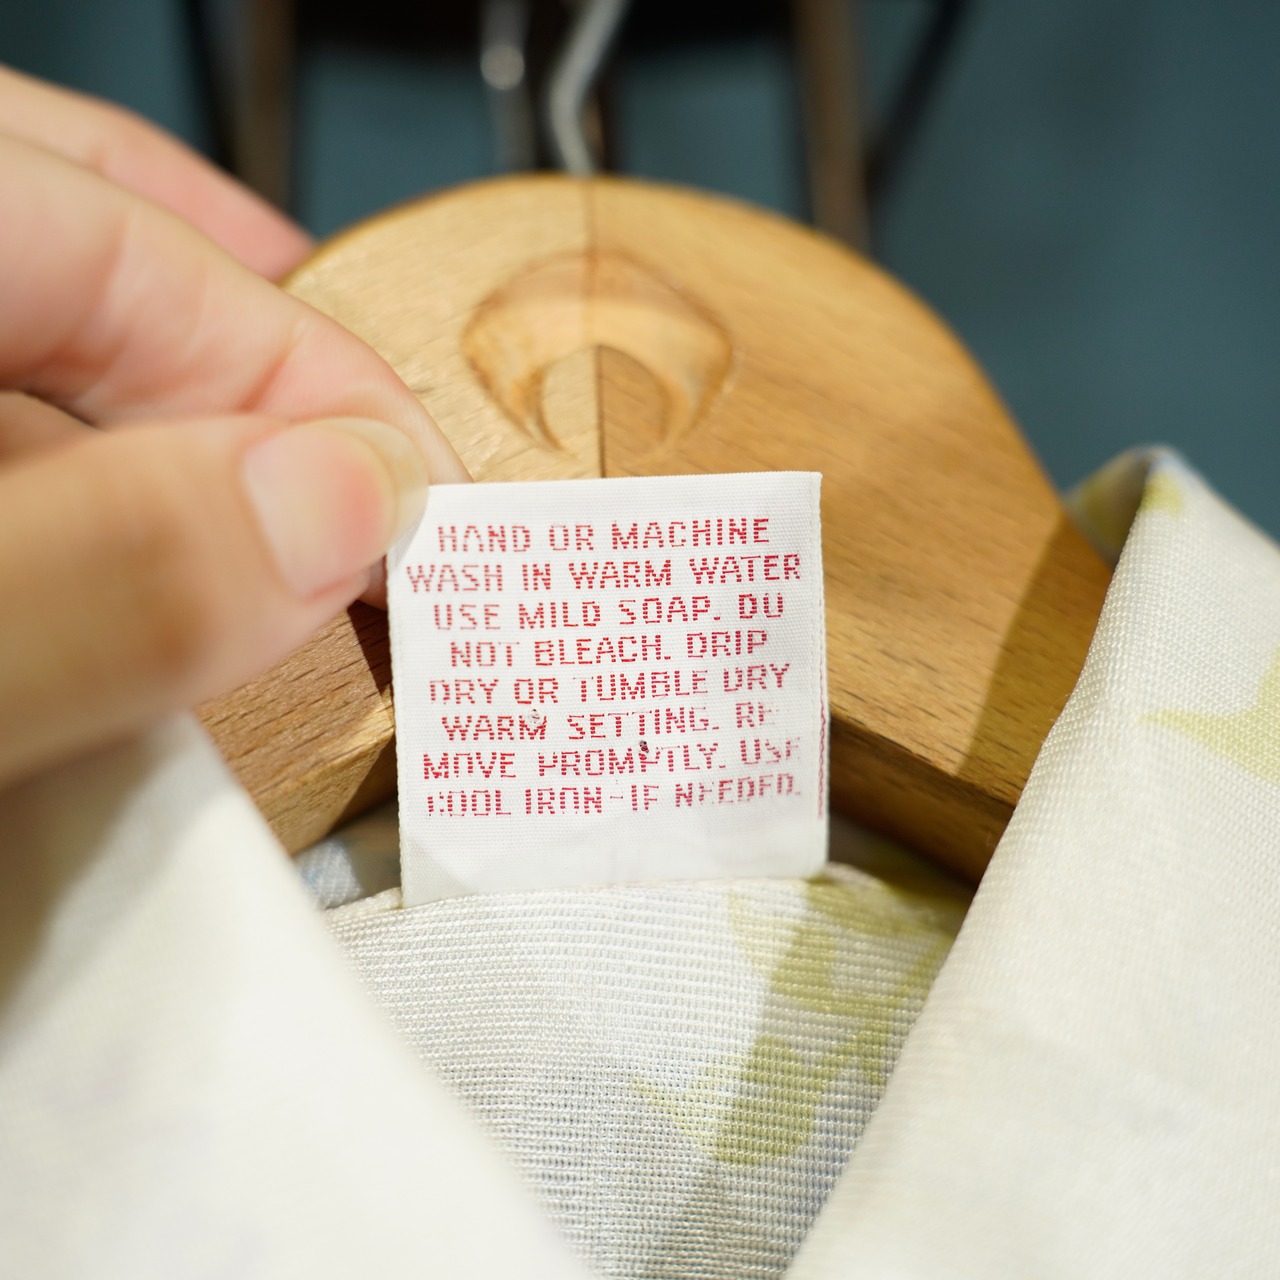 HAND OR MACHINE
WASH IN WARM WATER
USE MILD SOAP. DO
NOT BLEACH. DRIP
DRY OR TUMBLE DRY
WARM SETTING. RE-
MOVE PROMPTLY. USE
COOL IRON-IF NEEDED.